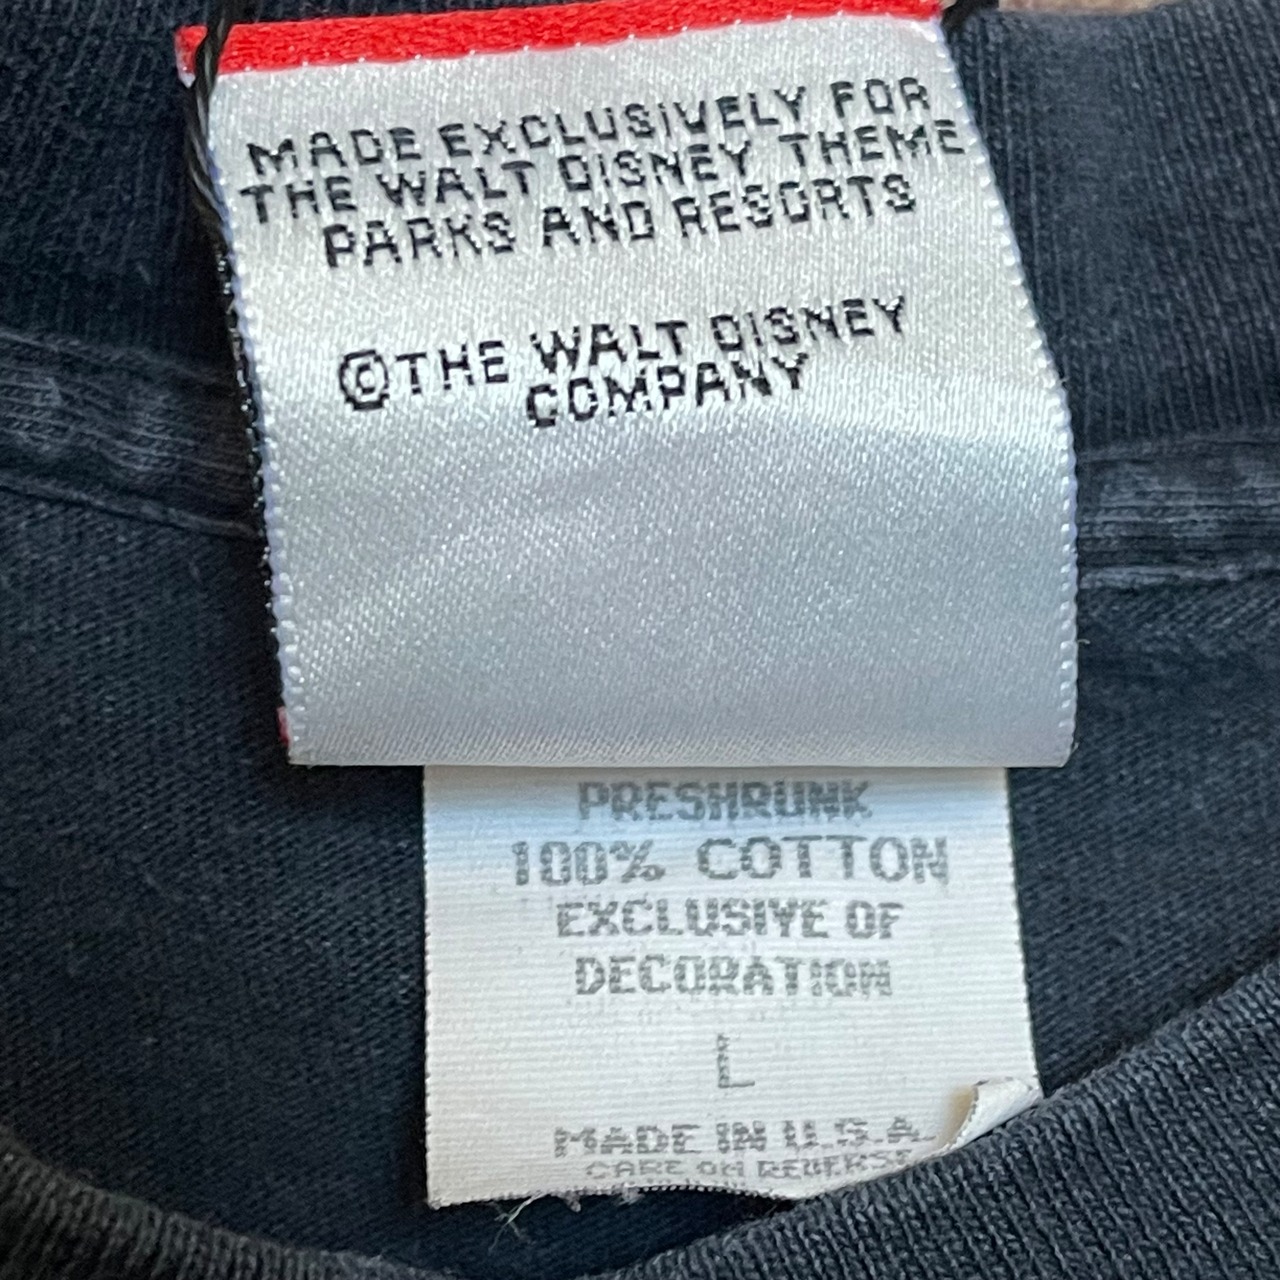 MADE EXCLUSIVELY FOR
THE WALT DISNEY THEME
PARKS AND RESORTS
©THE WALT DISNEY
COMPANY
PRESHRUNK
100% COTTON
EXCLUSIVE OF
DECORATION
L
MADE IN U.S.A.
CARE ON REVERSE